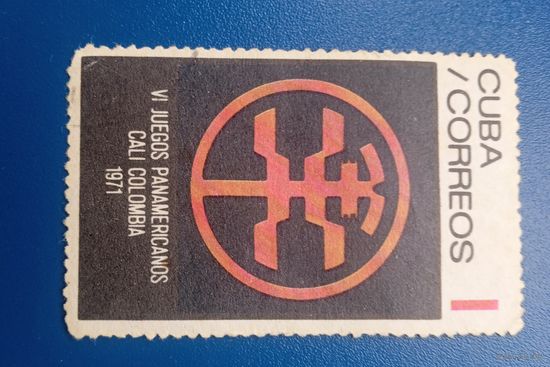 CUBA
/CORREOS
1
VI JUEGOS PANAMERICANOS
CALI COLOMBIA
1971